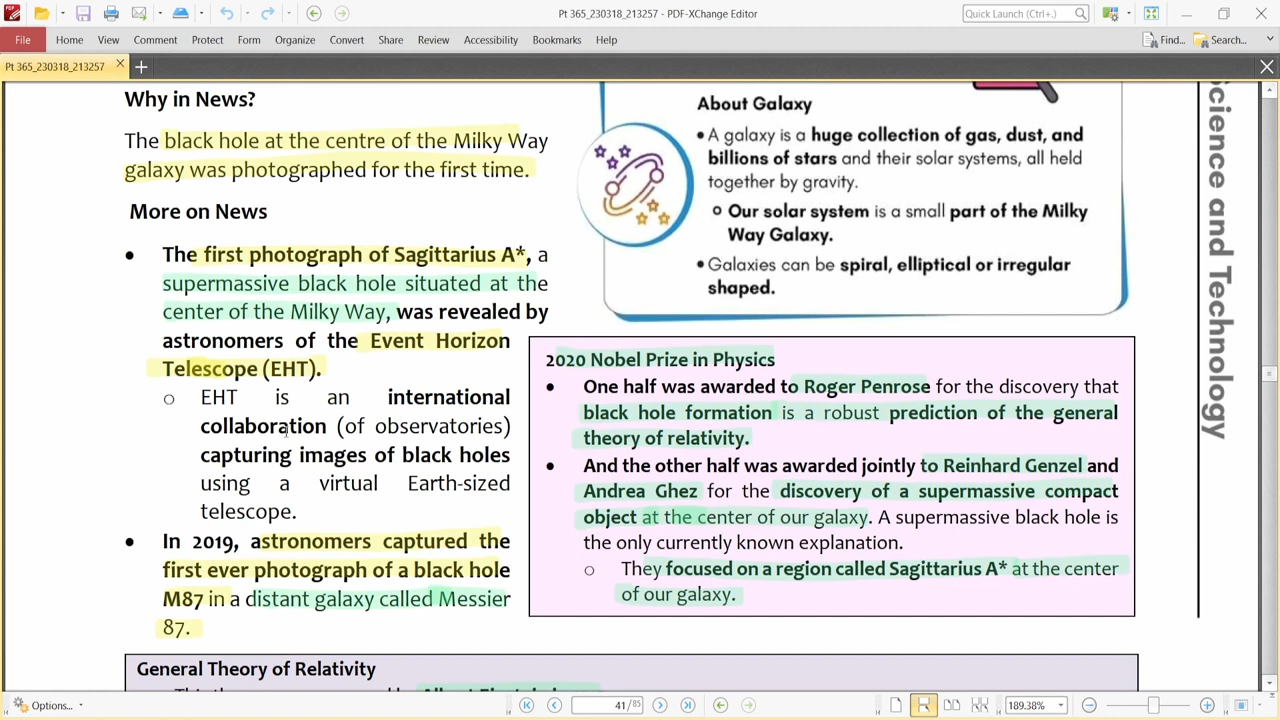 Pt 365_230318_213257 - PDF-XChange Editor
Quick Launch (Ctrl+.)
File Home View Comment Protect Form Organize Convert Share Review Accessibility Bookmarks Help
Find... Search...
Pt 365_230318_213257
Why in News?
The black hole at the centre of the Milky Way
galaxy was photographed for the first time.
More on News
• The first photograph of Sagittarius A*, a
supermassive black hole situated at the
center of the Milky Way, was revealed by
astronomers of the Event Horizon
Telescope (EHT).
o EHT is an international
collaboration (of observatories)
capturing images of black holes
using a virtual Earth-sized
telescope.
• In 2019, astronomers captured the
first ever photograph of a black hole
M87 in a distant galaxy called Messier
87.
About Galaxy
• A galaxy is a huge collection of gas, dust, and
billions of stars and their solar systems, all held
together by gravity.
o Our solar system is a small part of the Milky
Way Galaxy.
• Galaxies can be spiral, elliptical or irregular
shaped.
2020 Nobel Prize in Physics
• One half was awarded to Roger Penrose for the discovery that
black hole formation is a robust prediction of the general
theory of relativity.
• And the other half was awarded jointly to Reinhard Genzel and
Andrea Ghez for the discovery of a supermassive compact
object at the center of our galaxy. A supermassive black hole is
the only currently known explanation.
o They focused on a region called Sagittarius A* at the center
of our galaxy.
General Theory of Relativity
Science and Technology
Options...
41 / 85
189.38%